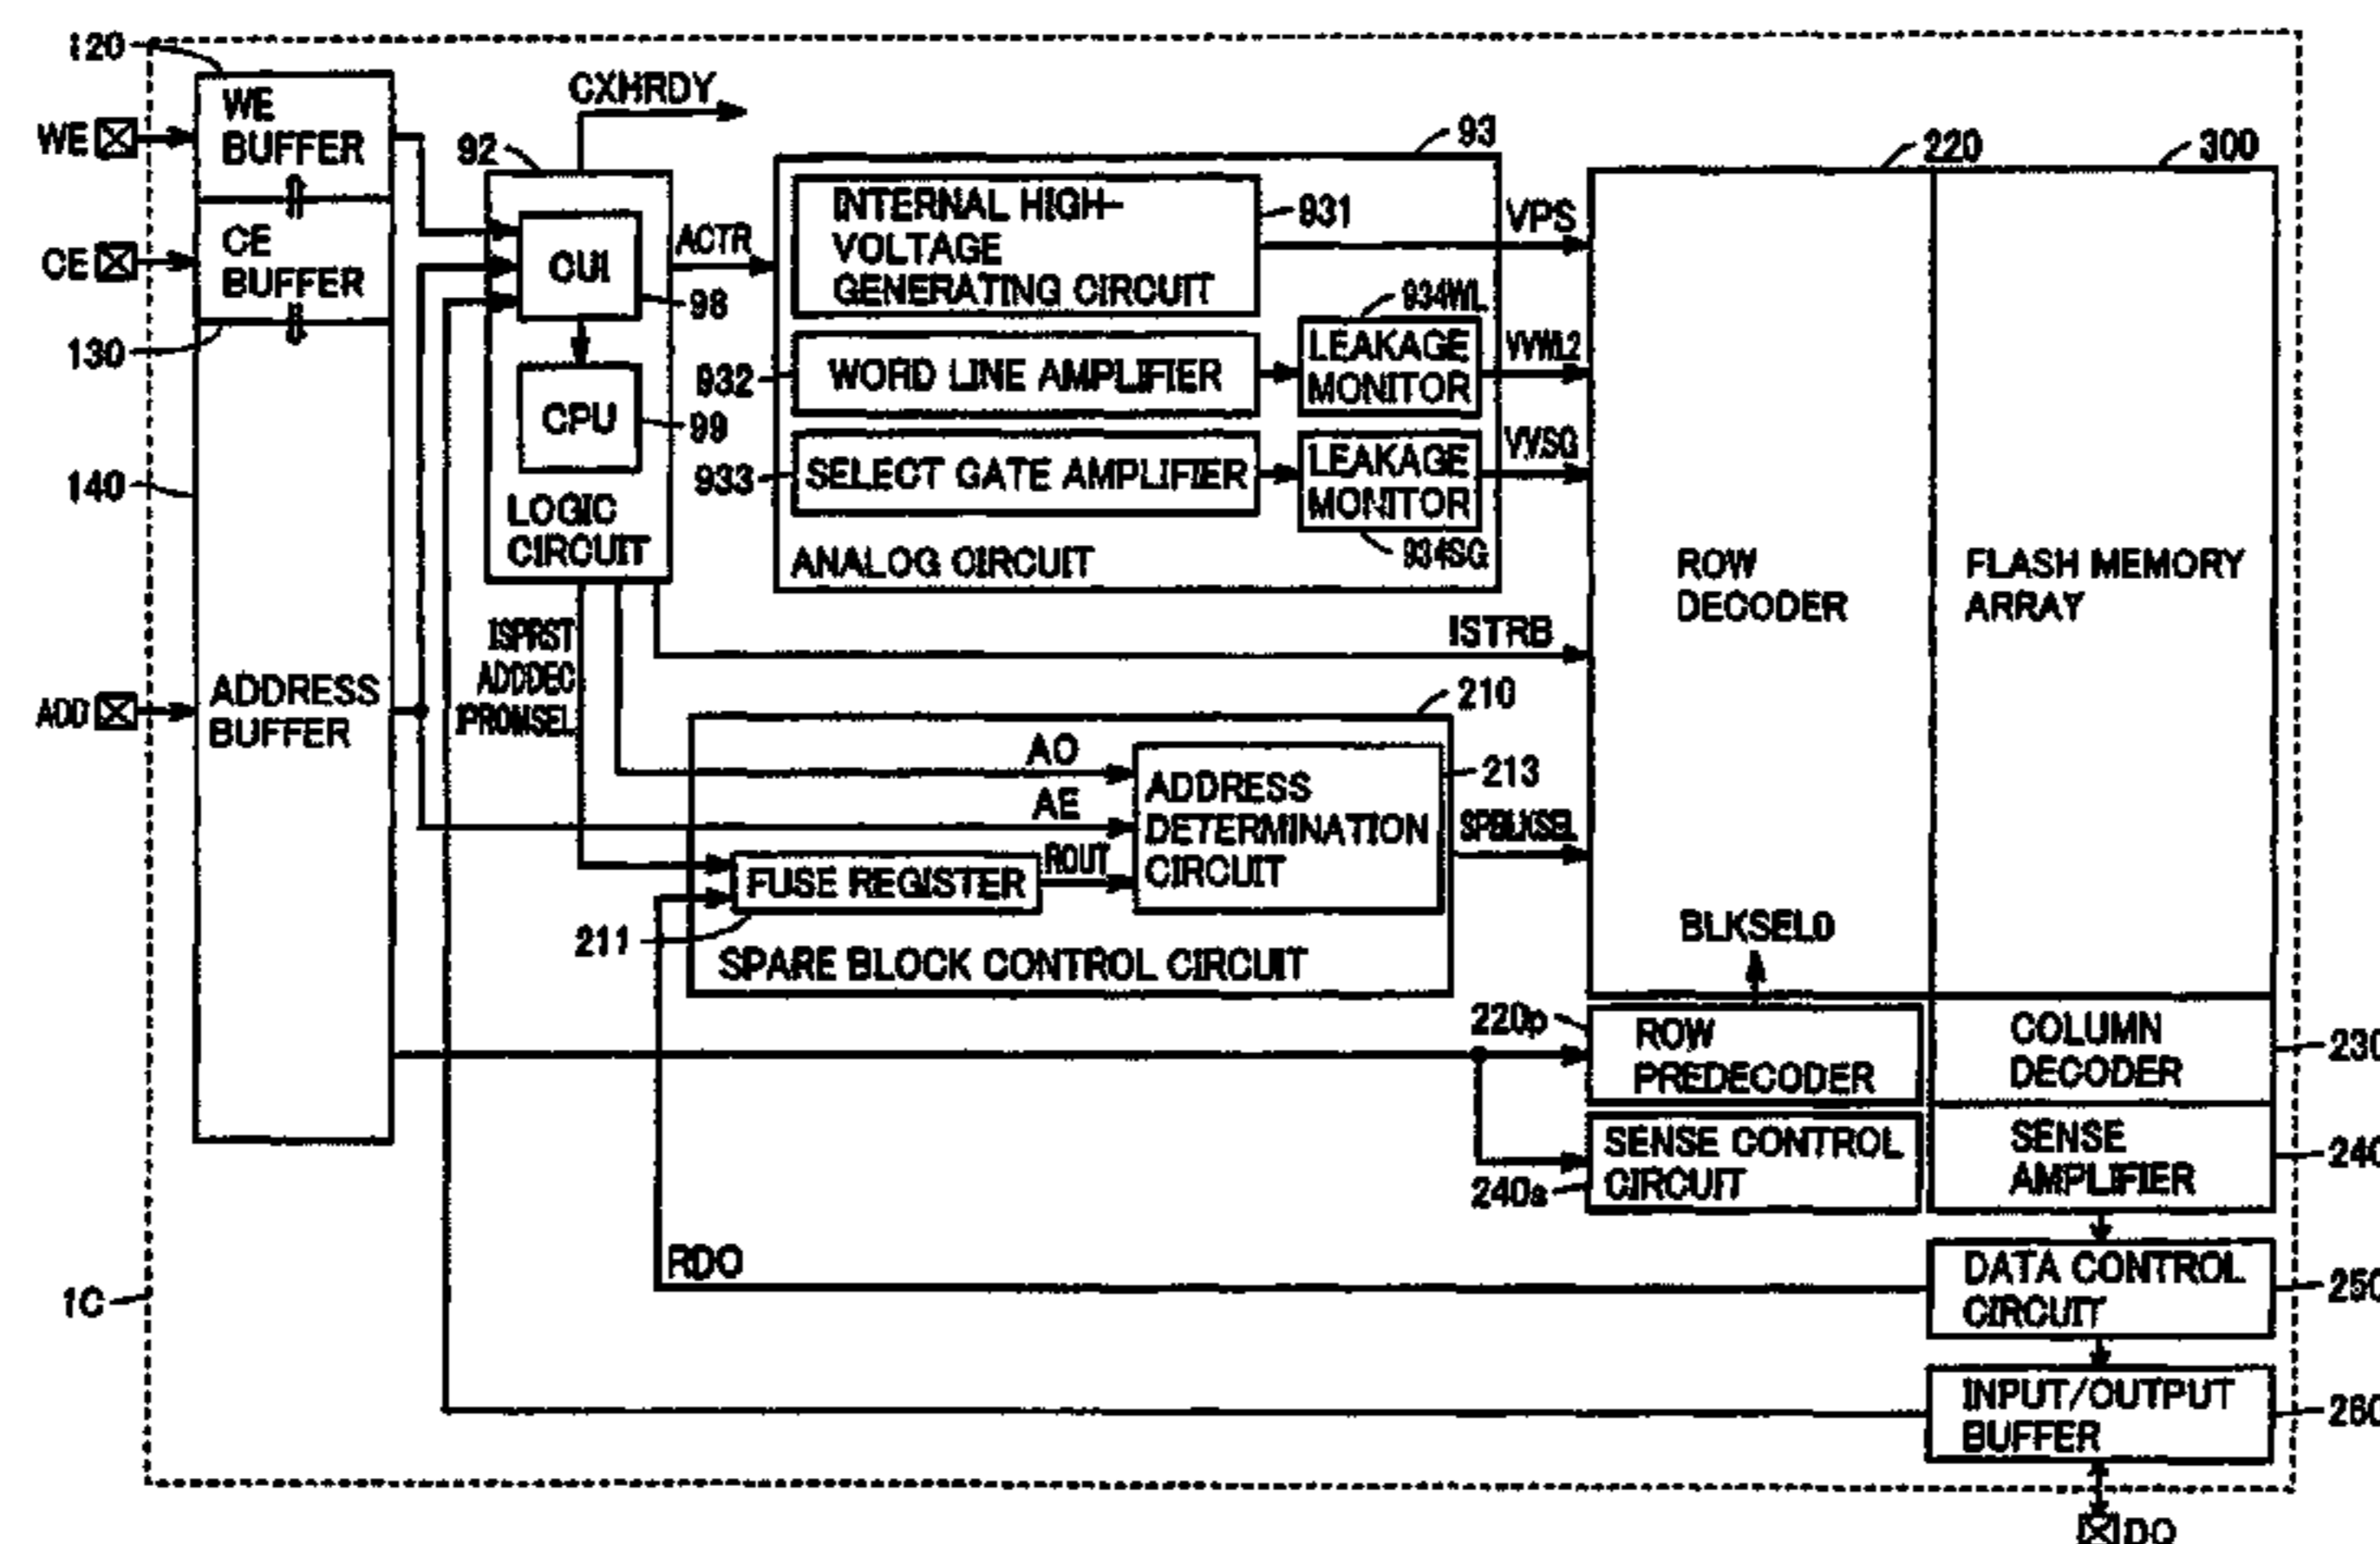 120
WE
WE
BUFFER
CE
CE
BUFFER
130
140
ADD
ADDRESS
BUFFER
1C
CXHRDY
92
CUI
98
CPU
99
LOGIC
CIRCUIT
ACTR
93
INTERNAL HIGH-
VOLTAGE
GENERATING CIRCUIT
931
932
WORD LINE AMPLIFIER
LEAKAGE
MONITOR
934WL
933
SELECT GATE AMPLIFIER
LEAKAGE
MONITOR
934SG
ANALOG CIRCUIT
VPS
VVWL2
VVSG
220
300
ROW
DECODER
FLASH MEMORY
ARRAY
ISPRST
ADDDEC
IPROMSEL
ISTRB
210
AO
AE
ADDRESS
DETERMINATION
CIRCUIT
213
FUSE REGISTER
ROUT
211
SPARE BLOCK CONTROL CIRCUIT
SPBLKSEL
BLKSEL0
220p
ROW
PREDECODER
COLUMN
DECODER
230
SENSE CONTROL
CIRCUIT
240s
SENSE
AMPLIFIER
240
RDO
DATA CONTROL
CIRCUIT
250
INPUT/OUTPUT
BUFFER
260
DQ